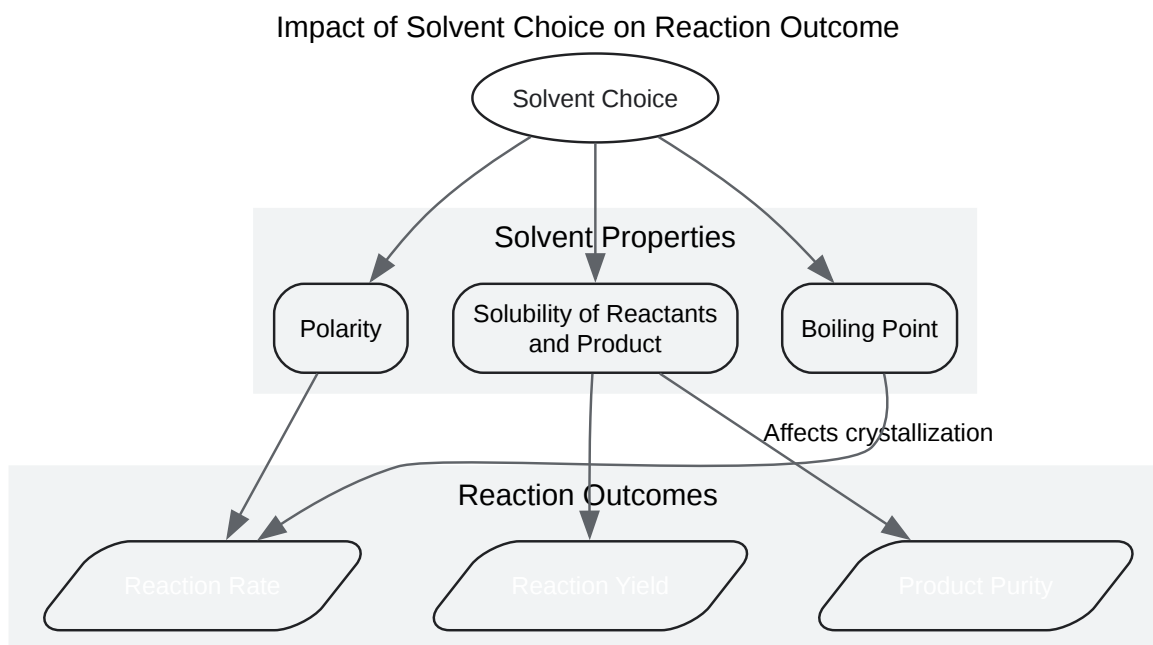 Impact of Solvent Choice on Reaction Outcome
Solvent Choice
Solvent Properties
Polarity
Solubility of Reactants
and Product
Boiling Point
Affects crystallization
Reaction Outcomes
Reaction Rate
Reaction Yield
Product Purity